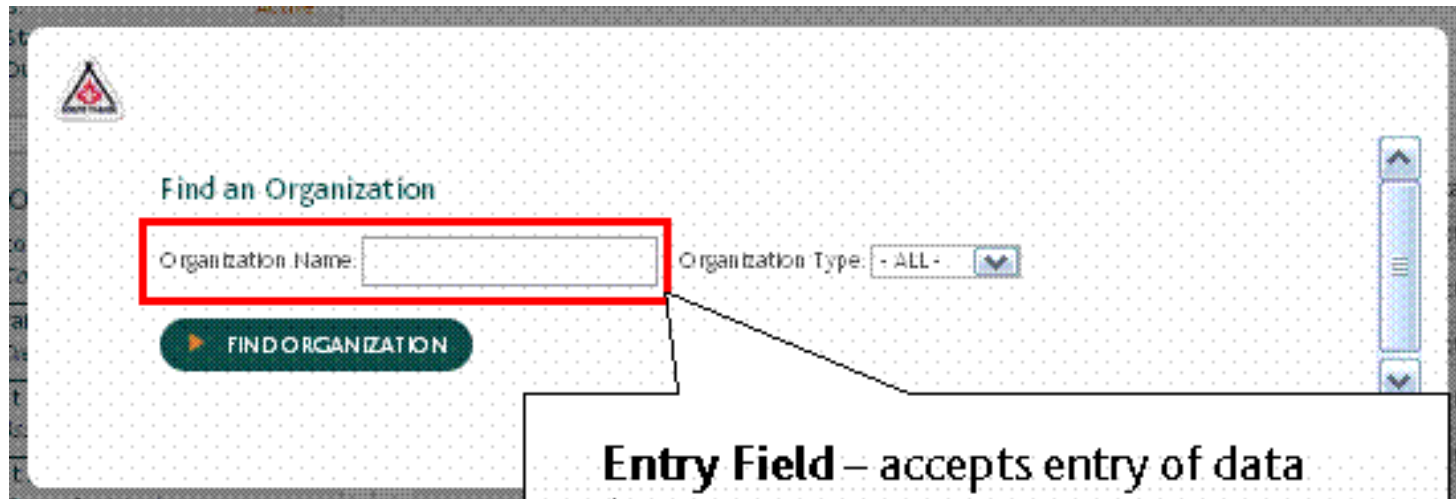 Find an Organization
Organization Name: Organization Type: - ALL -
FIND ORGANIZATION
Entry Field – accepts entry of data